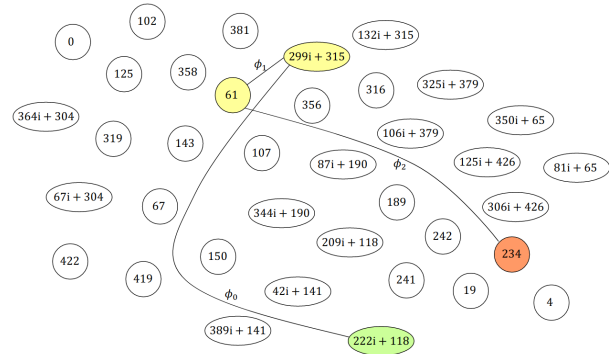 102
0
381
132i + 315
ϕ₁
299i + 315
125
358
325i + 379
316
61
356
364i + 304
350i + 65
106i + 379
319
143
107
87i + 190
ϕ₂
125i + 426
81i + 65
67i + 304
67
189
306i + 426
344i + 190
209i + 118
242
234
422
150
419
241
19
42i + 141
ϕ₀
4
389i + 141
222i + 118